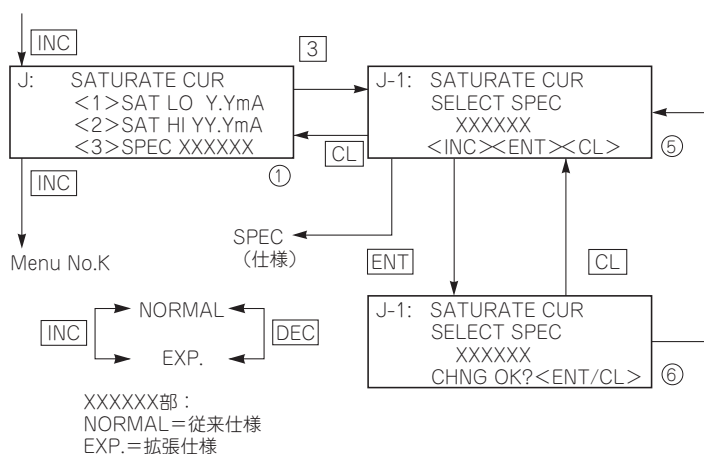 INC
3
J: SATURATE CUR
<1>SAT LO Y.YmA
<2>SAT HI YY.YmA
<3>SPEC XXXXXX
①
J-1: SATURATE CUR
SELECT SPEC
XXXXXX
<INC><ENT><CL>
⑤
CL
INC
Menu No.K
SPEC
（仕様）
ENT
CL
INC
NORMAL
EXP.
DEC
J-1: SATURATE CUR
SELECT SPEC
XXXXXX
CHNG OK?<ENT/CL>
⑥
XXXXXX部：
NORMAL＝従来仕様
EXP.＝拡張仕様